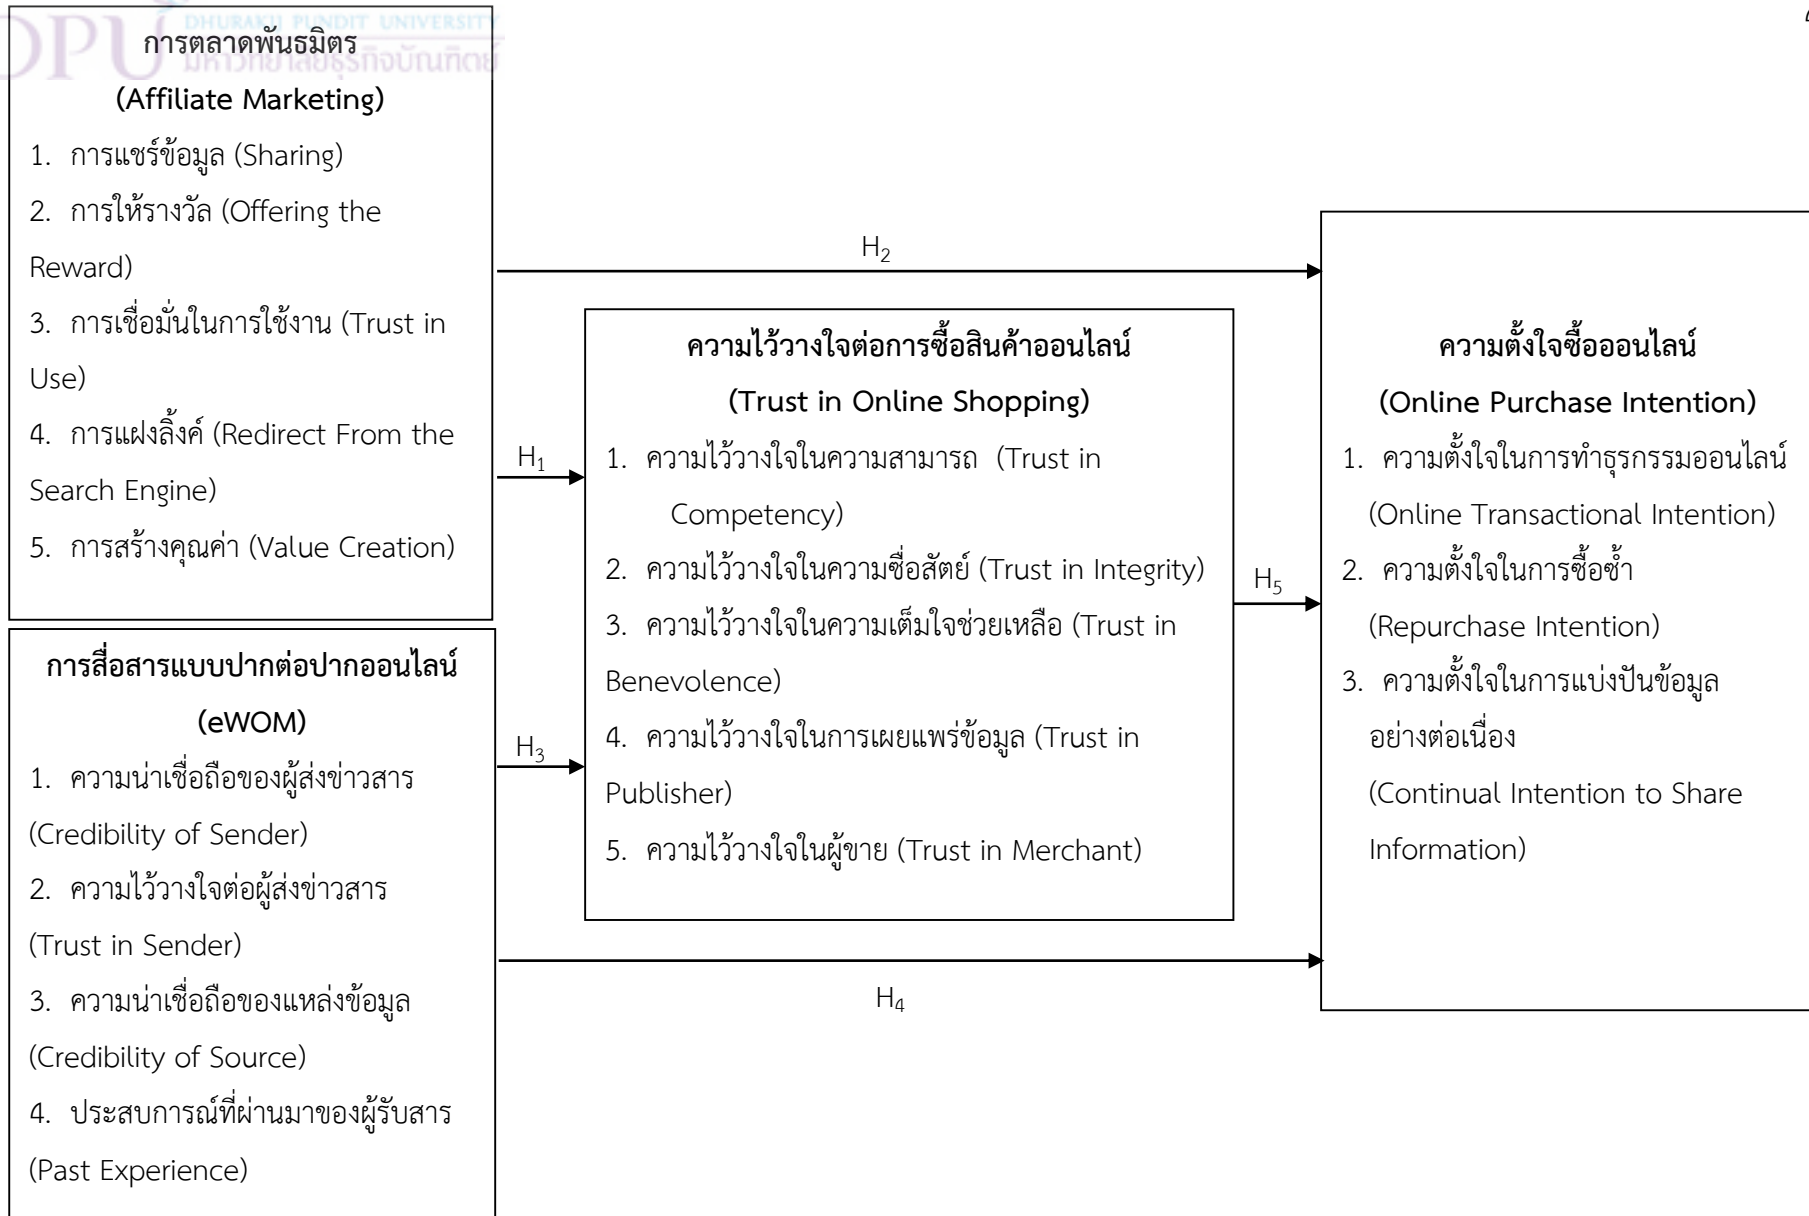 DPU
DHURAKIJ PUNDIT UNIVERSITY
มหาวิทยาลัยธุรกิจบัณฑิตย์
การตลาดพันธมิตร
(Affiliate Marketing)
1. การแชร์ข้อมูล (Sharing)
2. การให้รางวัล (Offering the
Reward)
3. การเชื่อมั่นในการใช้งาน (Trust in
Use)
4. การแฝงลิ้งค์ (Redirect From the
Search Engine)
5. การสร้างคุณค่า (Value Creation)
การสื่อสารแบบปากต่อปากออนไลน์
(eWOM)
1. ความน่าเชื่อถือของผู้ส่งข่าวสาร
(Credibility of Sender)
2. ความไว้วางใจต่อผู้ส่งข่าวสาร
(Trust in Sender)
3. ความน่าเชื่อถือของแหล่งข้อมูล
(Credibility of Source)
4. ประสบการณ์ที่ผ่านมาของผู้รับสาร
(Past Experience)
H₂
H₁
H₃
ความไว้วางใจต่อการซื้อสินค้าออนไลน์
(Trust in Online Shopping)
1. ความไว้วางใจในความสามารถ (Trust in
Competency)
2. ความไว้วางใจในความซื่อสัตย์ (Trust in Integrity)
3. ความไว้วางใจในความเต็มใจช่วยเหลือ (Trust in
Benevolence)
4. ความไว้วางใจในการเผยแพร่ข้อมูล (Trust in
Publisher)
5. ความไว้วางใจในผู้ขาย (Trust in Merchant)
H₄
H₅
ความตั้งใจซื้อออนไลน์
(Online Purchase Intention)
1. ความตั้งใจในการทำธุรกรรมออนไลน์
(Online Transactional Intention)
2. ความตั้งใจในการซื้อซ้ำ
(Repurchase Intention)
3. ความตั้งใจในการแบ่งปันข้อมูล
อย่างต่อเนื่อง
(Continual Intention to Share
Information)